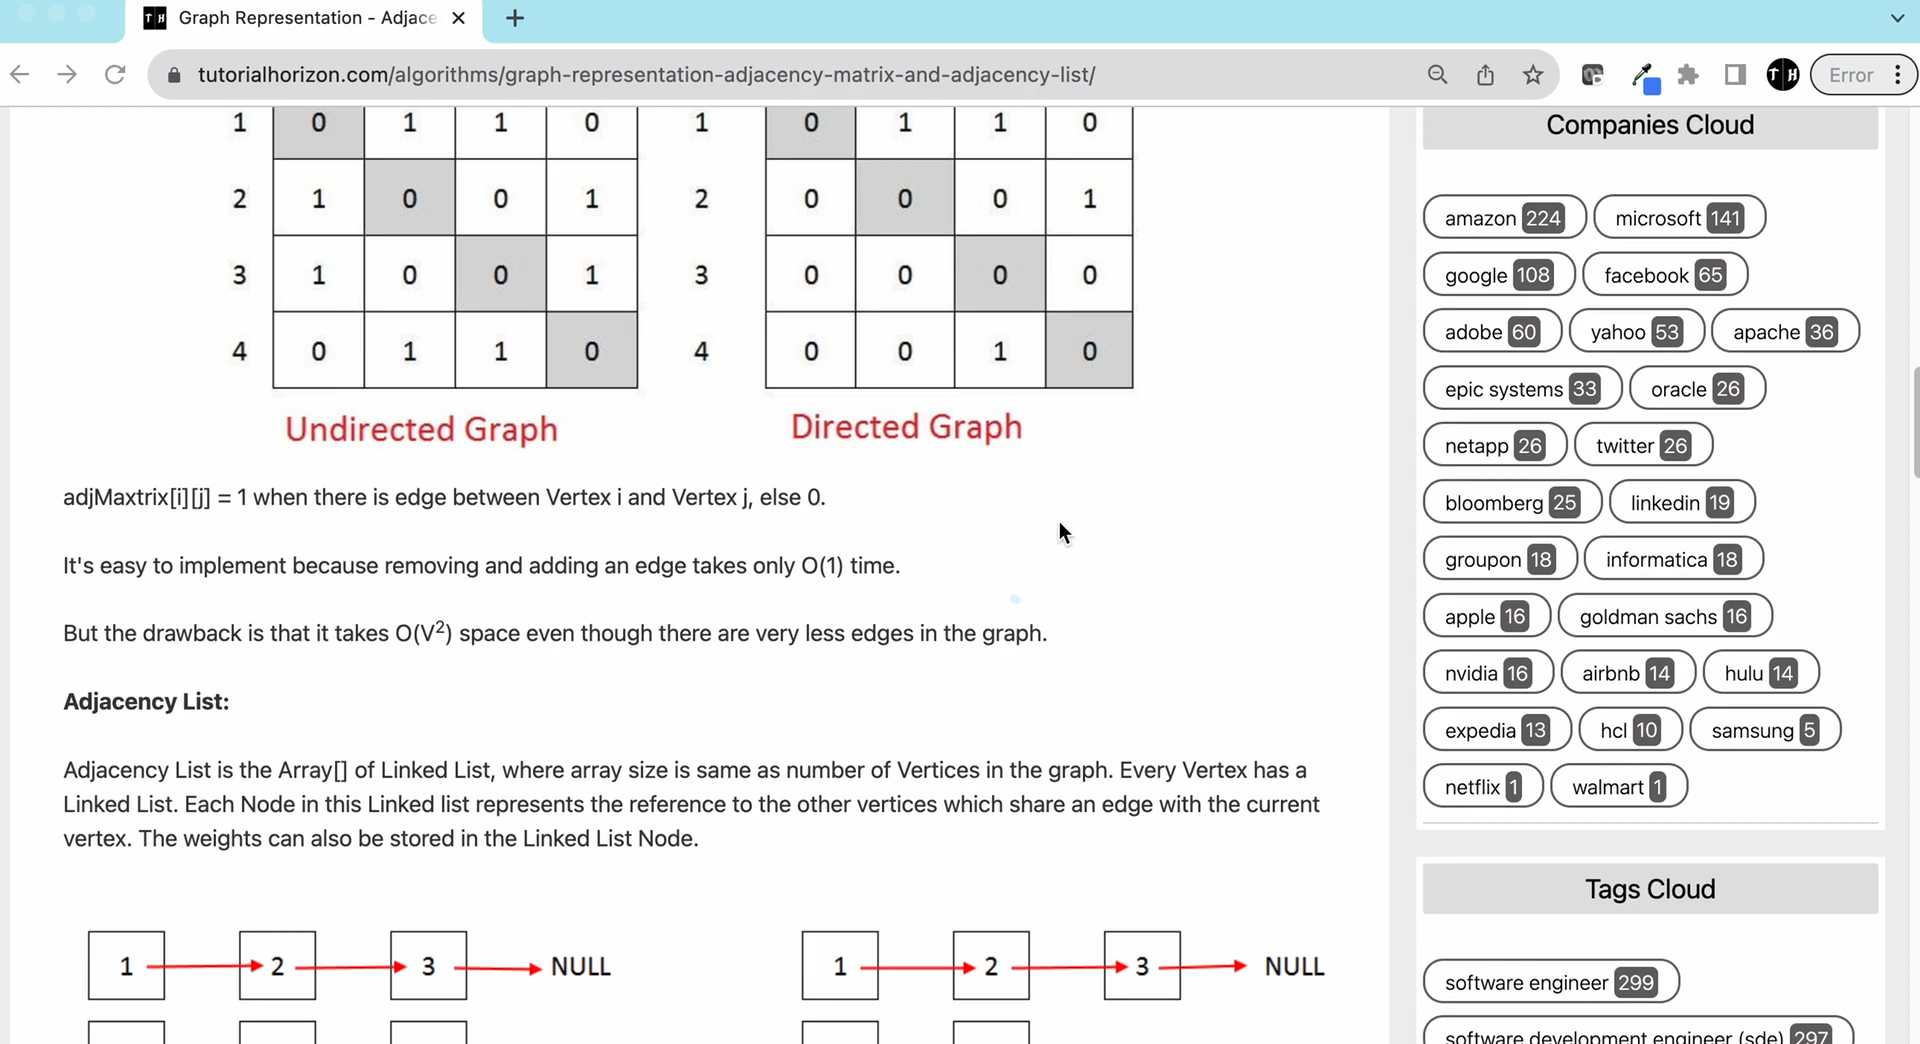 TH Graph Representation - Adjace
tutorialhorizon.com/algorithms/graph-representation-adjacency-matrix-and-adjacency-list/
TH
Error
1 0 1 1 0
2 1 0 0 1
3 1 0 0 1
4 0 1 1 0
Undirected Graph
1 0 1 1 0
2 0 0 0 1
3 0 0 0 0
4 0 0 1 0
Directed Graph
adjMaxtrix[i][j] = 1 when there is edge between Vertex i and Vertex j, else 0.
It's easy to implement because removing and adding an edge takes only O(1) time.
But the drawback is that it takes O(V²) space even though there are very less edges in the graph.
Adjacency List:
Adjacency List is the Array[] of Linked List, where array size is same as number of Vertices in the graph. Every Vertex has a
Linked List. Each Node in this Linked list represents the reference to the other vertices which share an edge with the current
vertex. The weights can also be stored in the Linked List Node.
1 2 3 NULL
1 2 3 NULL
Companies Cloud
amazon 224 microsoft 141
google 108 facebook 65
adobe 60 yahoo 53 apache 36
epic systems 33 oracle 26
netapp 26 twitter 26
bloomberg 25 linkedin 19
groupon 18 informatica 18
apple 16 goldman sachs 16
nvidia 16 airbnb 14 hulu 14
expedia 13 hcl 10 samsung 5
netflix 1 walmart 1
Tags Cloud
software engineer 299
software development engineer (sde) 297